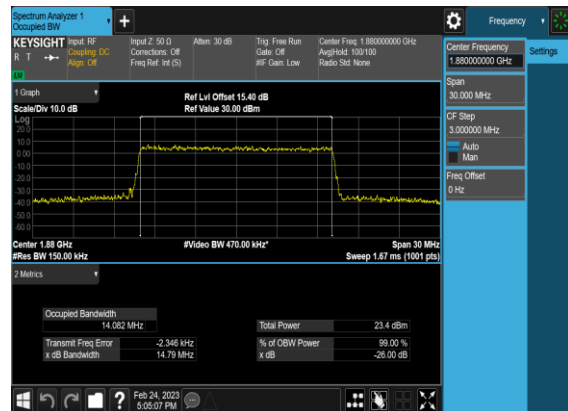 Spectrum Analyzer 1
Occupied BW
+
Frequency
KEYSIGHT
R T
LW
Input: RF
Coupling: DC
Align: Off
Input Z: 50 Ω
Corrections: Off
Freq Ref: Int (S)
Atten: 30 dB
Trig: Free Run
Gate: Off
#IF Gain: Low
Center Freq: 1.880000000 GHz
Avg|Hold: 100/100
Radio Std: None
Center Frequency
1.880000000 GHz
Settings
Span
30.000 MHz
CF Step
3.000000 MHz
Auto
Man
Freq Offset
0 Hz
1 Graph
Scale/Div 10.0 dB
Ref Lvl Offset 15.40 dB
Ref Value 30.00 dBm
Log
20.0
10.0
0.00
-10.0
-20.0
-30.0
-40.0
-50.0
-60.0
Center 1.88 GHz
#Res BW 150.00 kHz
#Video BW 470.00 kHz*
Span 30 MHz
Sweep 1.67 ms (1001 pts)
2 Metrics
Occupied Bandwidth
14.082 MHz
Total Power 23.4 dBm
Transmit Freq Error -2.346 kHz
% of OBW Power 99.00 %
x dB Bandwidth 14.79 MHz
x dB -26.00 dB
?
Feb 24, 2023
5:05:07 PM